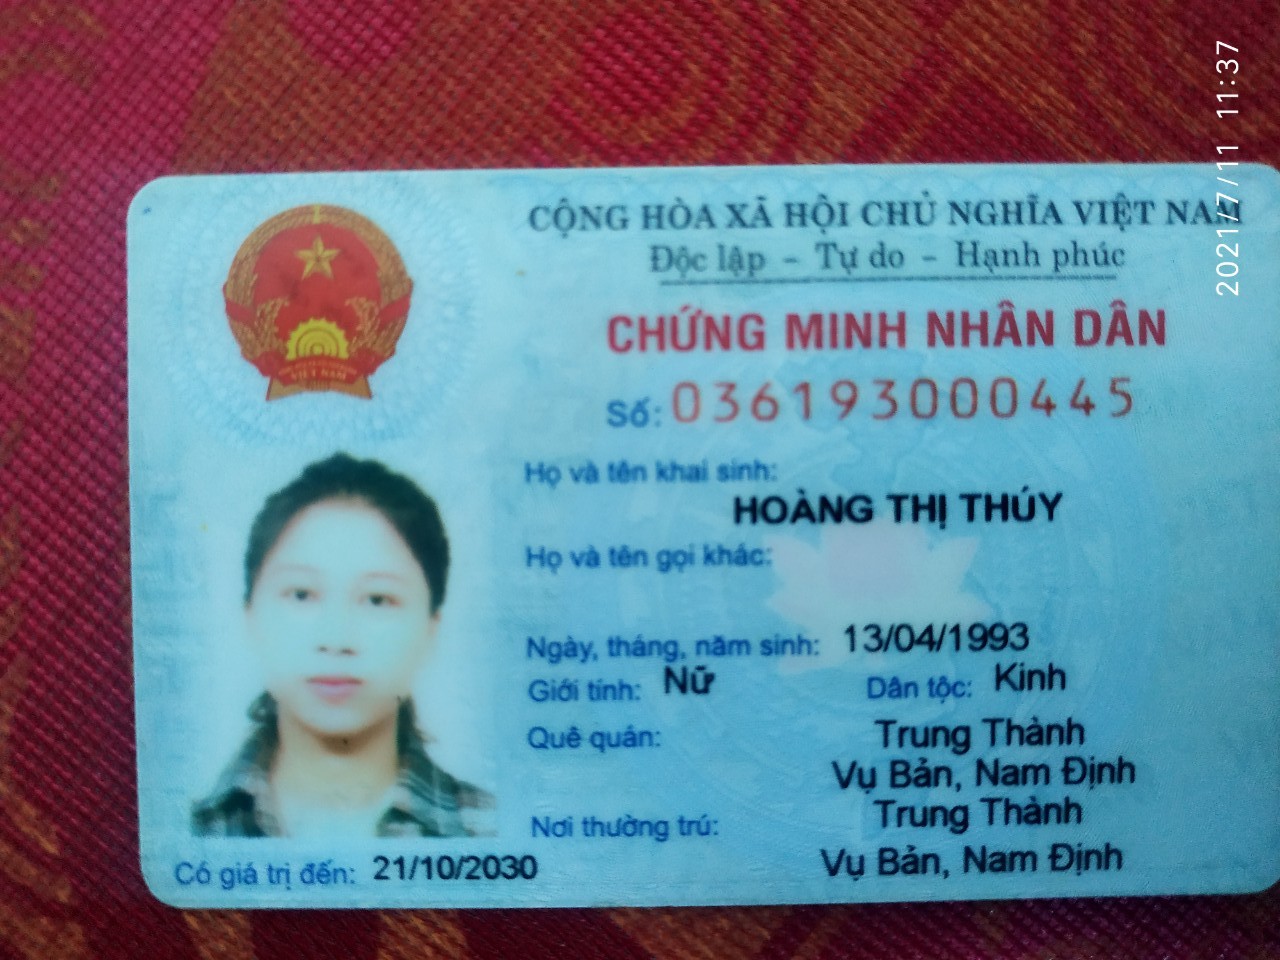 CỘNG HÒA XÃ HỘI CHỦ NGHĨA VIỆT NAM
Độc lập - Tự do - Hạnh phúc
CHỨNG MINH NHÂN DÂN
Số: 036193000445
Họ và tên khai sinh:
HOÀNG THỊ THÚY
Họ và tên gọi khác:
Ngày, tháng, năm sinh: 13/04/1993
Giới tính: Nữ Dân tộc: Kinh
Quê quán: Trung Thành
Vụ Bản, Nam Định
Nơi thường trú: Trung Thành
Vụ Bản, Nam Định
Có giá trị đến: 21/10/2030
VIỆT NAM
2021/7/11 11:37